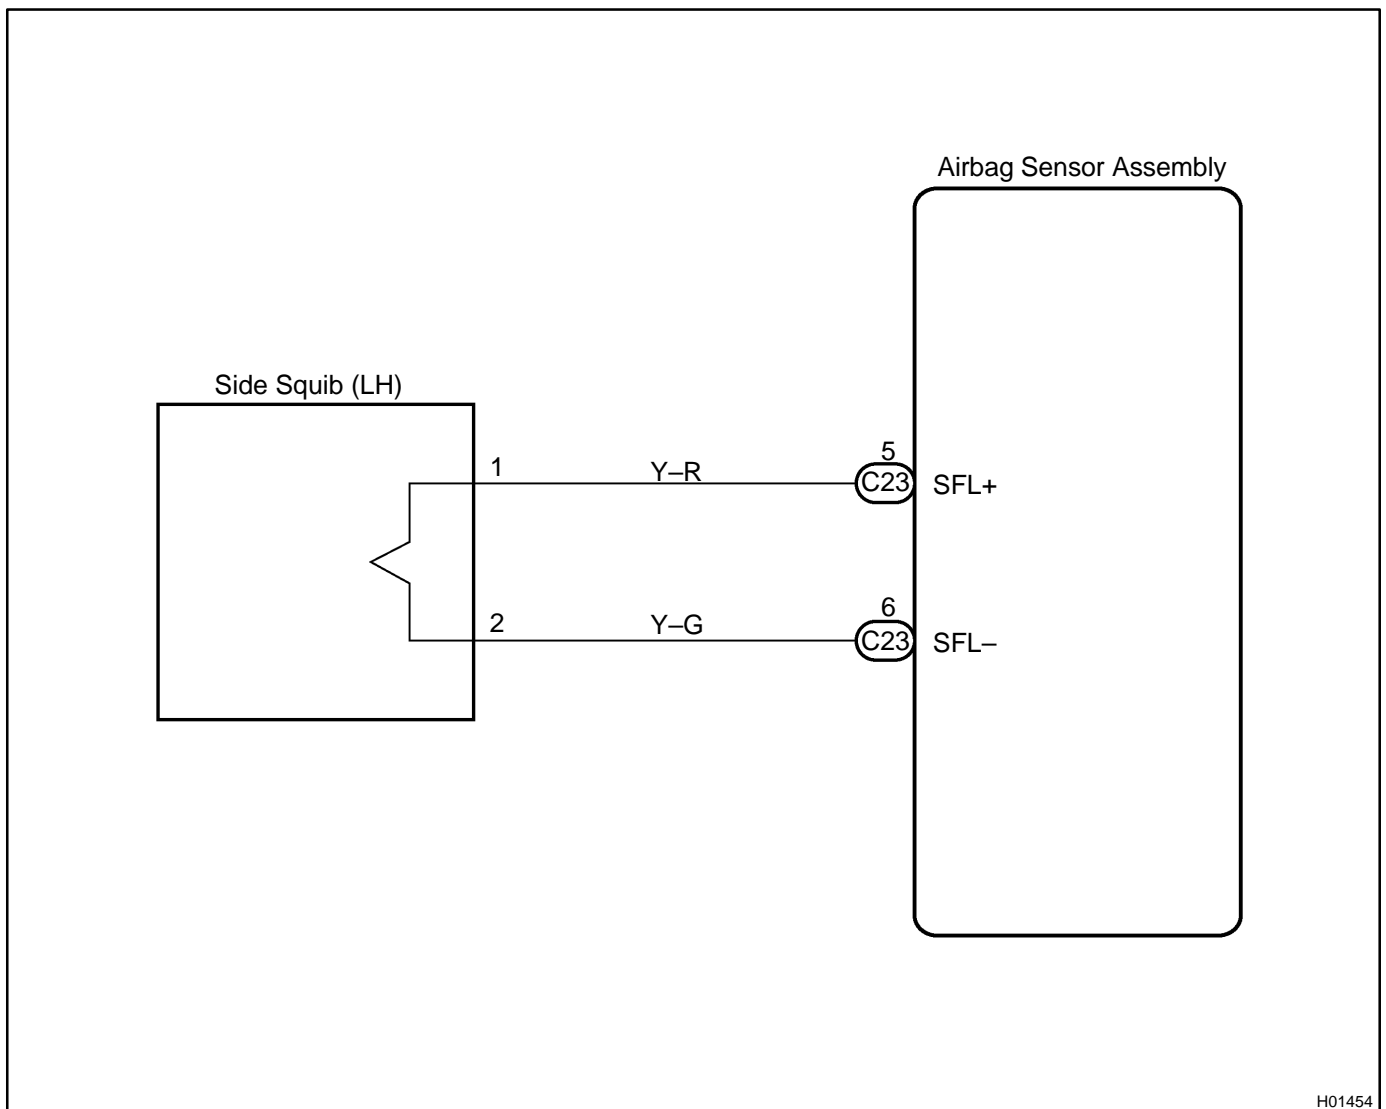 Airbag Sensor Assembly
Side Squib (LH)
1
Y–R
5
C23
SFL+
2
Y–G
6
C23
SFL–
H01454